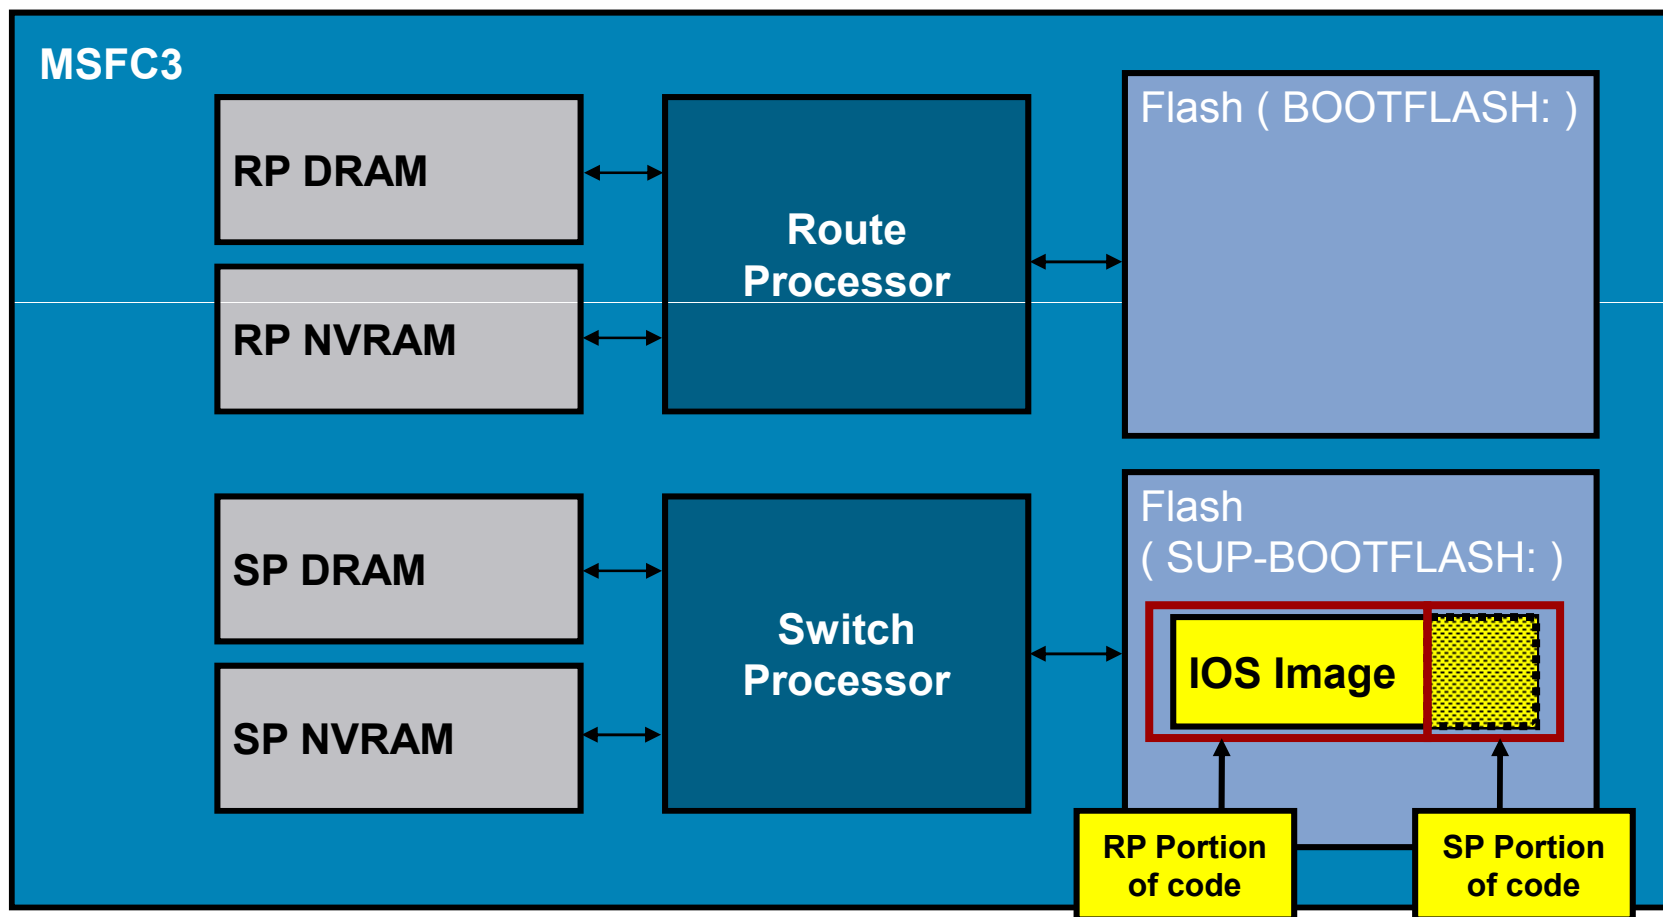 MSFC3
RP DRAM
RP NVRAM
Route
Processor
Flash ( BOOTFLASH: )
SP DRAM
SP NVRAM
Switch
Processor
Flash
( SUP-BOOTFLASH: )
IOS Image
RP Portion
of code
SP Portion
of code